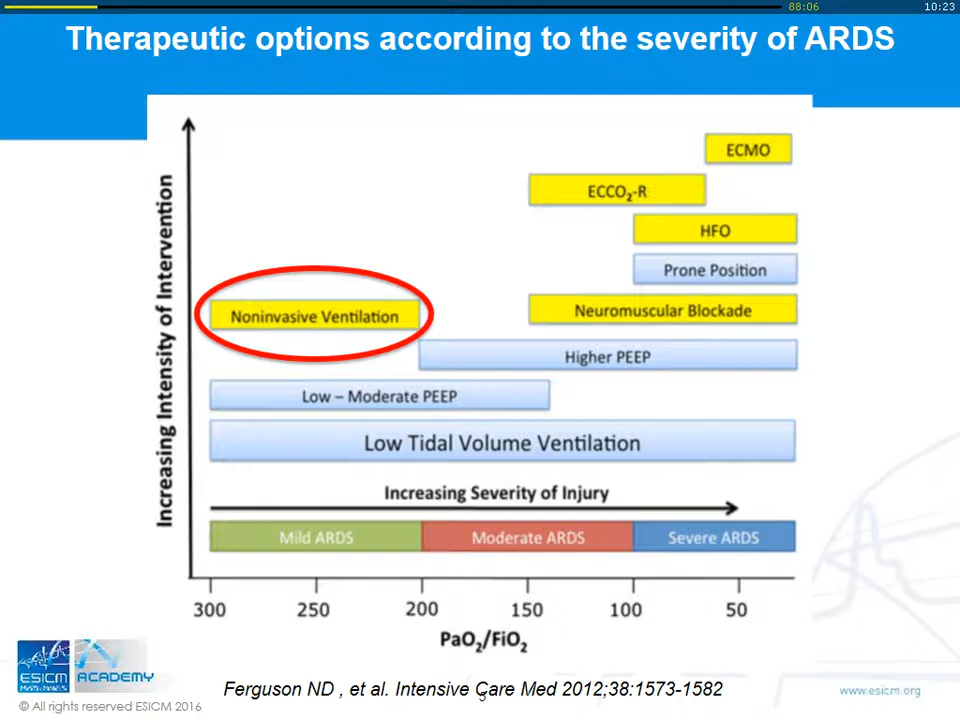 88:06
10:23
Therapeutic options according to the severity of ARDS
ECMO
ECCO₂-R
HFO
Prone Position
Noninvasive Ventilation
Neuromuscular Blockade
Higher PEEP
Low – Moderate PEEP
Low Tidal Volume Ventilation
Increasing Intensity of Intervention
Increasing Severity of Injury
Mild ARDS
Moderate ARDS
Severe ARDS
300 250 200 150 100 50
PaO₂/FiO₂
ESICM
ACADEMY
Ferguson ND , et al. Intensive Care Med 2012;38:1573-1582
5
www.esicm.org
© All rights reserved ESICM 2016